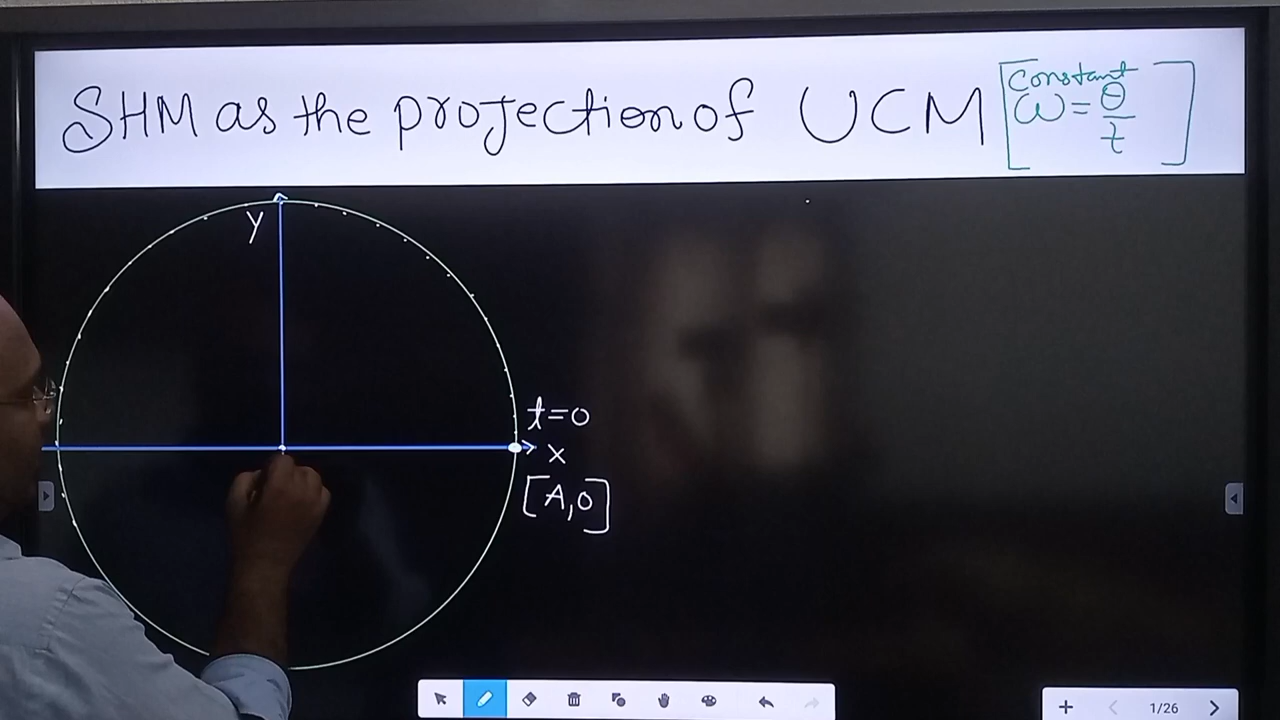 SHM as the projection of UCM [constant
ω = θ/t]
y
t=0
x
[A,0]
1/26